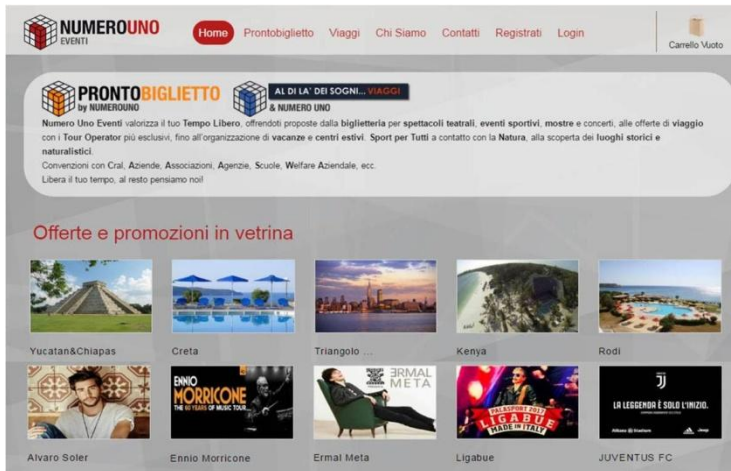 NUMEROUNO
EVENTI
Home Prontobiglietto Viaggi Chi Siamo Contatti Registrati Login
Carrello Vuoto
PRONTOBIGLIETTO
by NUMEROUNO
AL DI LA' DEI SOGNI... VIAGGI
& NUMERO UNO
Numero Uno Eventi valorizza il tuo Tempo Libero, offrendoti proposte dalla biglietteria per spettacoli teatrali, eventi sportivi, mostre e concerti, alle offerte di viaggio
con i Tour Operator più esclusivi, fino all'organizzazione di vacanze e centri estivi. Sport per Tutti a contatto con la Natura, alla scoperta dei luoghi storici e
naturalistici.
Convenzioni con Cral, Aziende, Associazioni, Agenzie, Scuole, Welfare Aziendale, ecc.
Libera il tuo tempo, al resto pensiamo noi!
Offerte e promozioni in vetrina
Yucatan&Chiapas
Creta
Triangolo ...
Kenya
Rodi
ENNIO
MORRICONE
THE 60 YEARS OF MUSIC TOUR
ERMAL
META
PALASPORT 2017
LIGABUE
MADE IN ITALY
LA LEGGENDA È SOLO L'INIZIO.
Allianz Stadium
Jeep
Alvaro Soler
Ennio Morricone
Ermal Meta
Ligabue
JUVENTUS FC